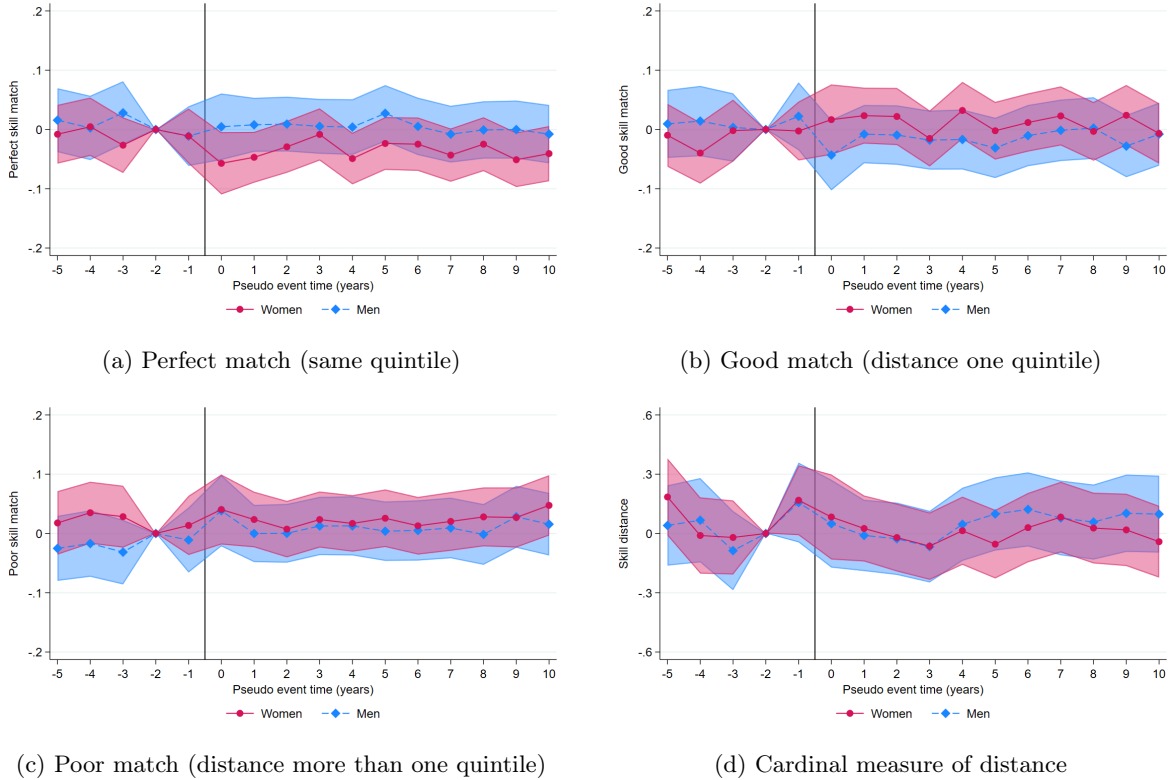 .2
.1
0
-.1
-.2
Perfect skill match
-5 -4 -3 -2 -1 0 1 2 3 4 5 6 7 8 9 10
Pseudo event time (years)
Women Men
(a) Perfect match (same quintile)
.2
.1
0
-.1
-.2
Good skill match
-5 -4 -3 -2 -1 0 1 2 3 4 5 6 7 8 9 10
Pseudo event time (years)
Women Men
(b) Good match (distance one quintile)
.2
.1
0
-.1
-.2
Poor skill match
-5 -4 -3 -2 -1 0 1 2 3 4 5 6 7 8 9 10
Pseudo event time (years)
Women Men
(c) Poor match (distance more than one quintile)
.6
.3
0
-.3
-.6
Skill distance
-5 -4 -3 -2 -1 0 1 2 3 4 5 6 7 8 9 10
Pseudo event time (years)
Women Men
(d) Cardinal measure of distance